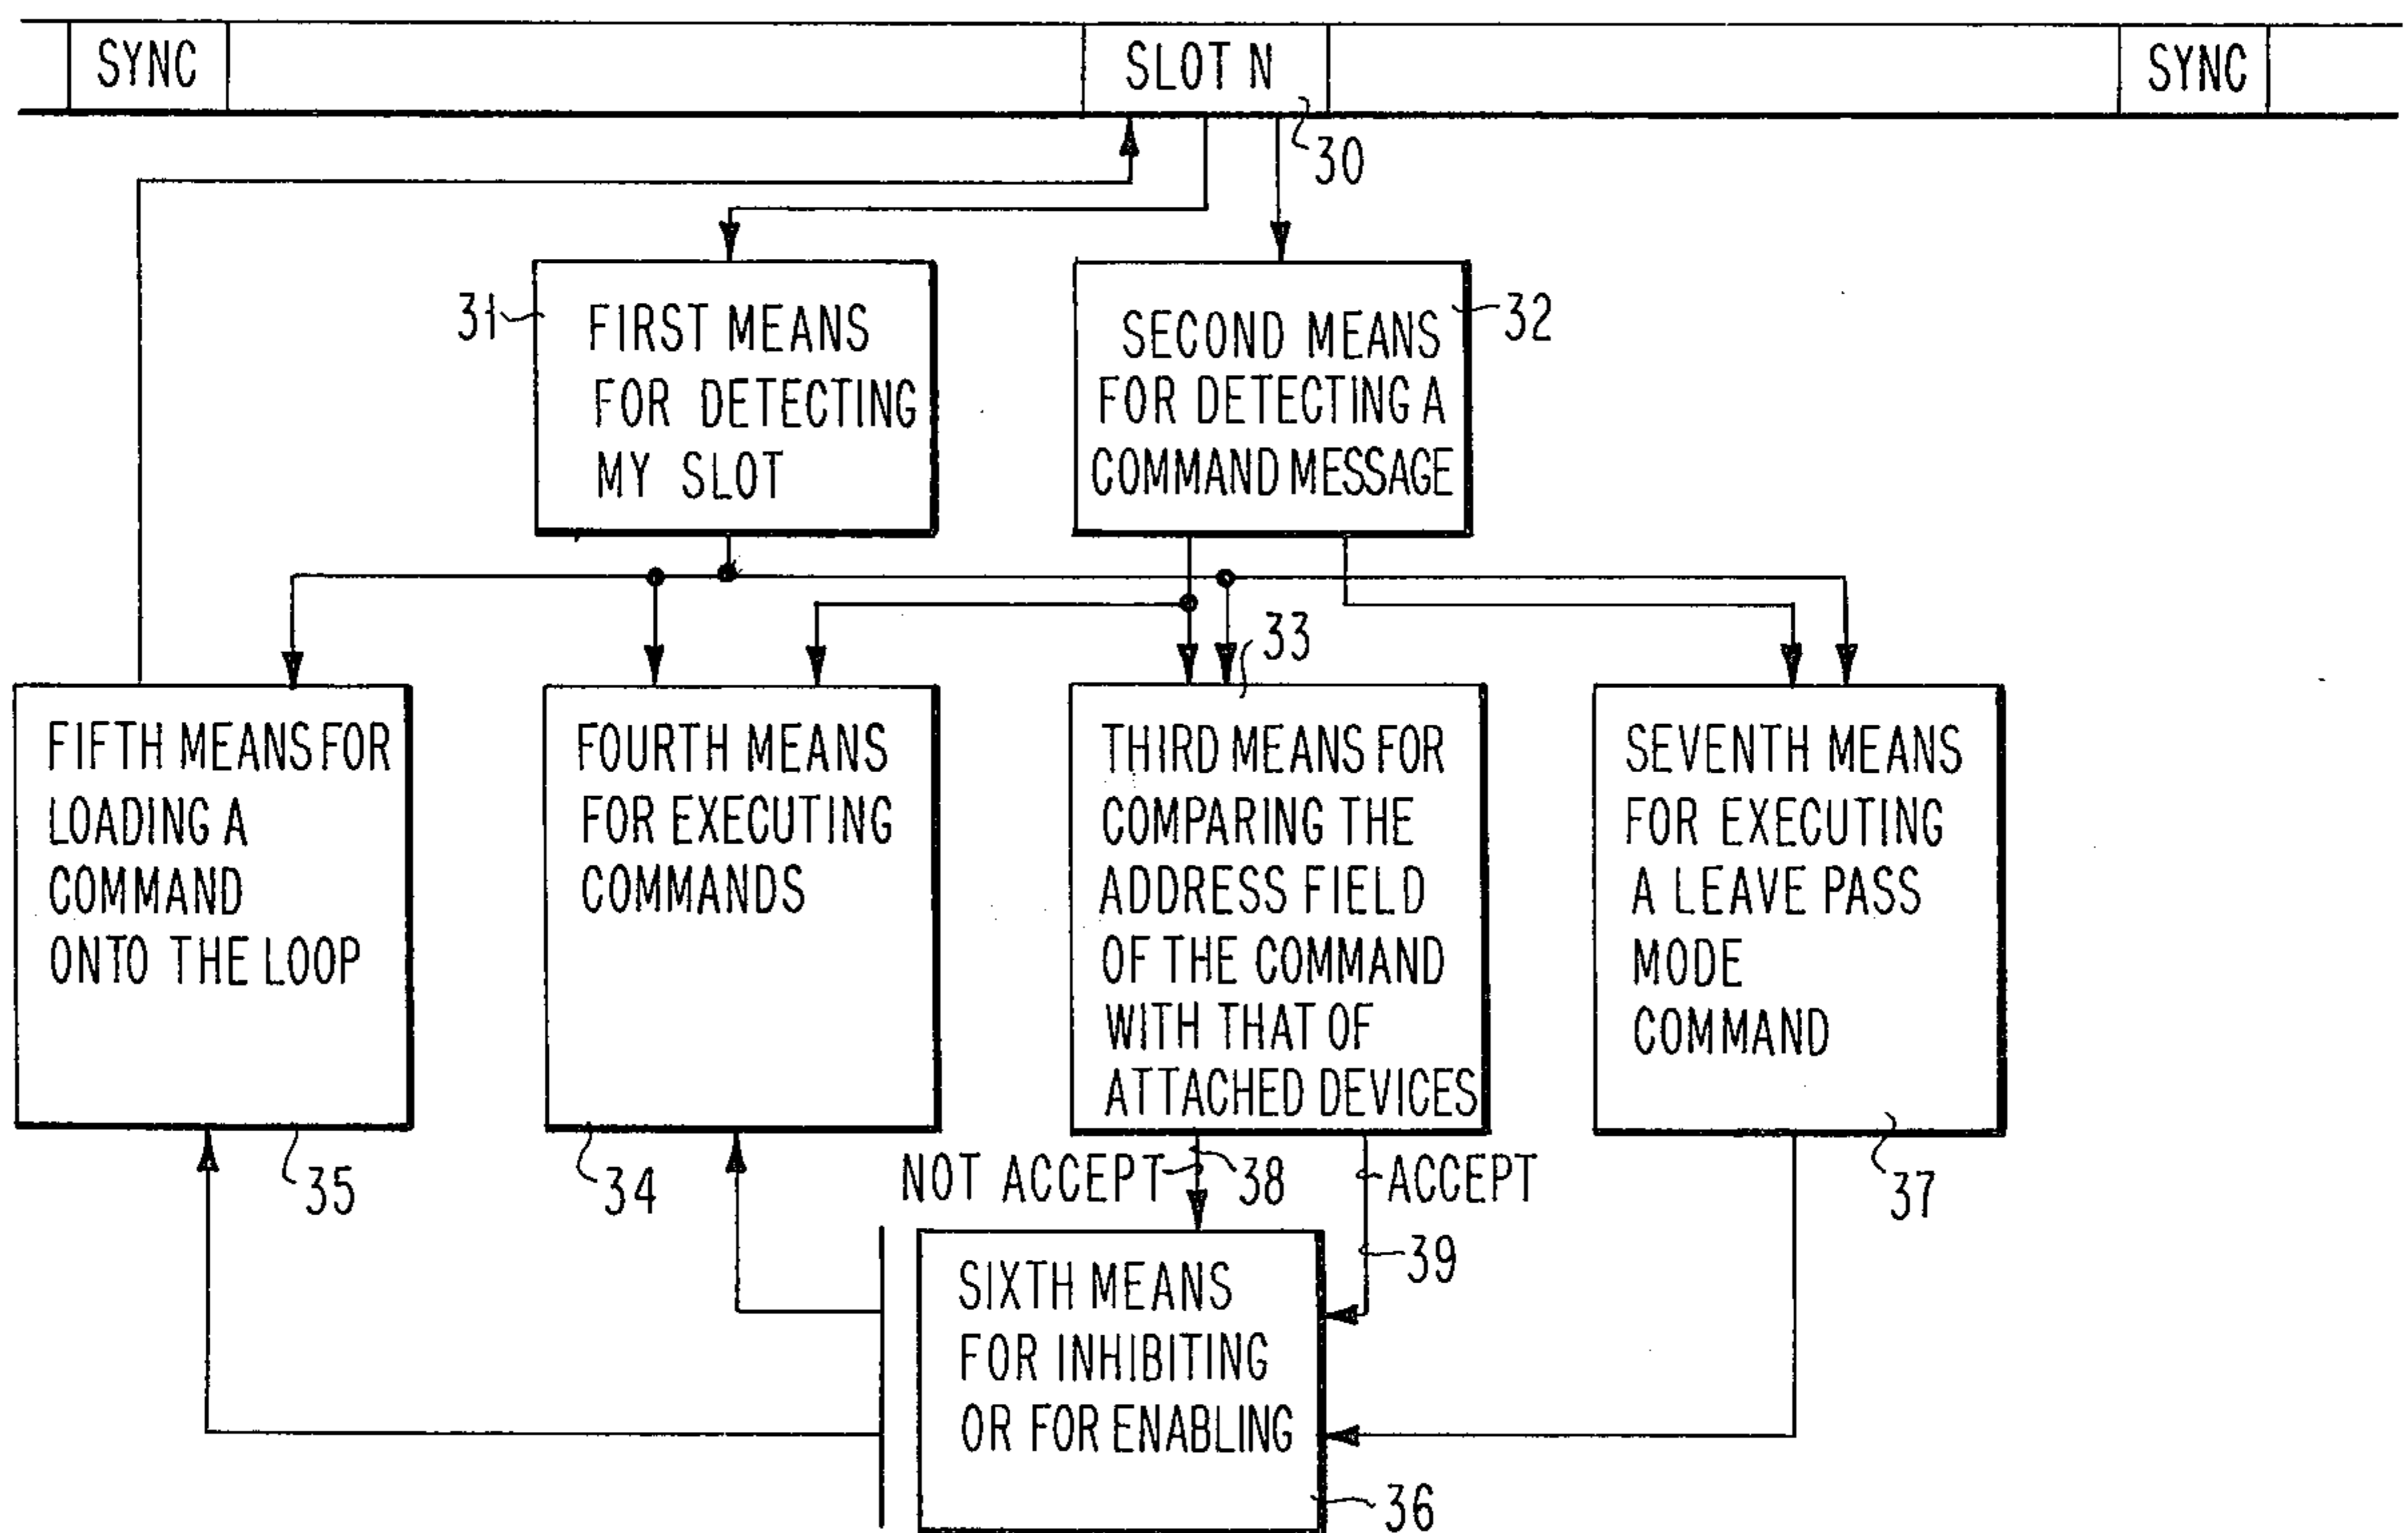 SYNC
SLOT N
SYNC
30
31
FIRST MEANS
FOR DETECTING
MY SLOT
32
SECOND MEANS
FOR DETECTING A
COMMAND MESSAGE
33
FIFTH MEANS FOR
LOADING A
COMMAND
ONTO THE LOOP
FOURTH MEANS
FOR EXECUTING
COMMANDS
THIRD MEANS FOR
COMPARING THE
ADDRESS FIELD
OF THE COMMAND
WITH THAT OF
ATTACHED DEVICES
SEVENTH MEANS
FOR EXECUTING
A LEAVE PASS
MODE
COMMAND
35
34
NOT ACCEPT
38
ACCEPT
37
39
SIXTH MEANS
FOR INHIBITING
OR FOR ENABLING
36